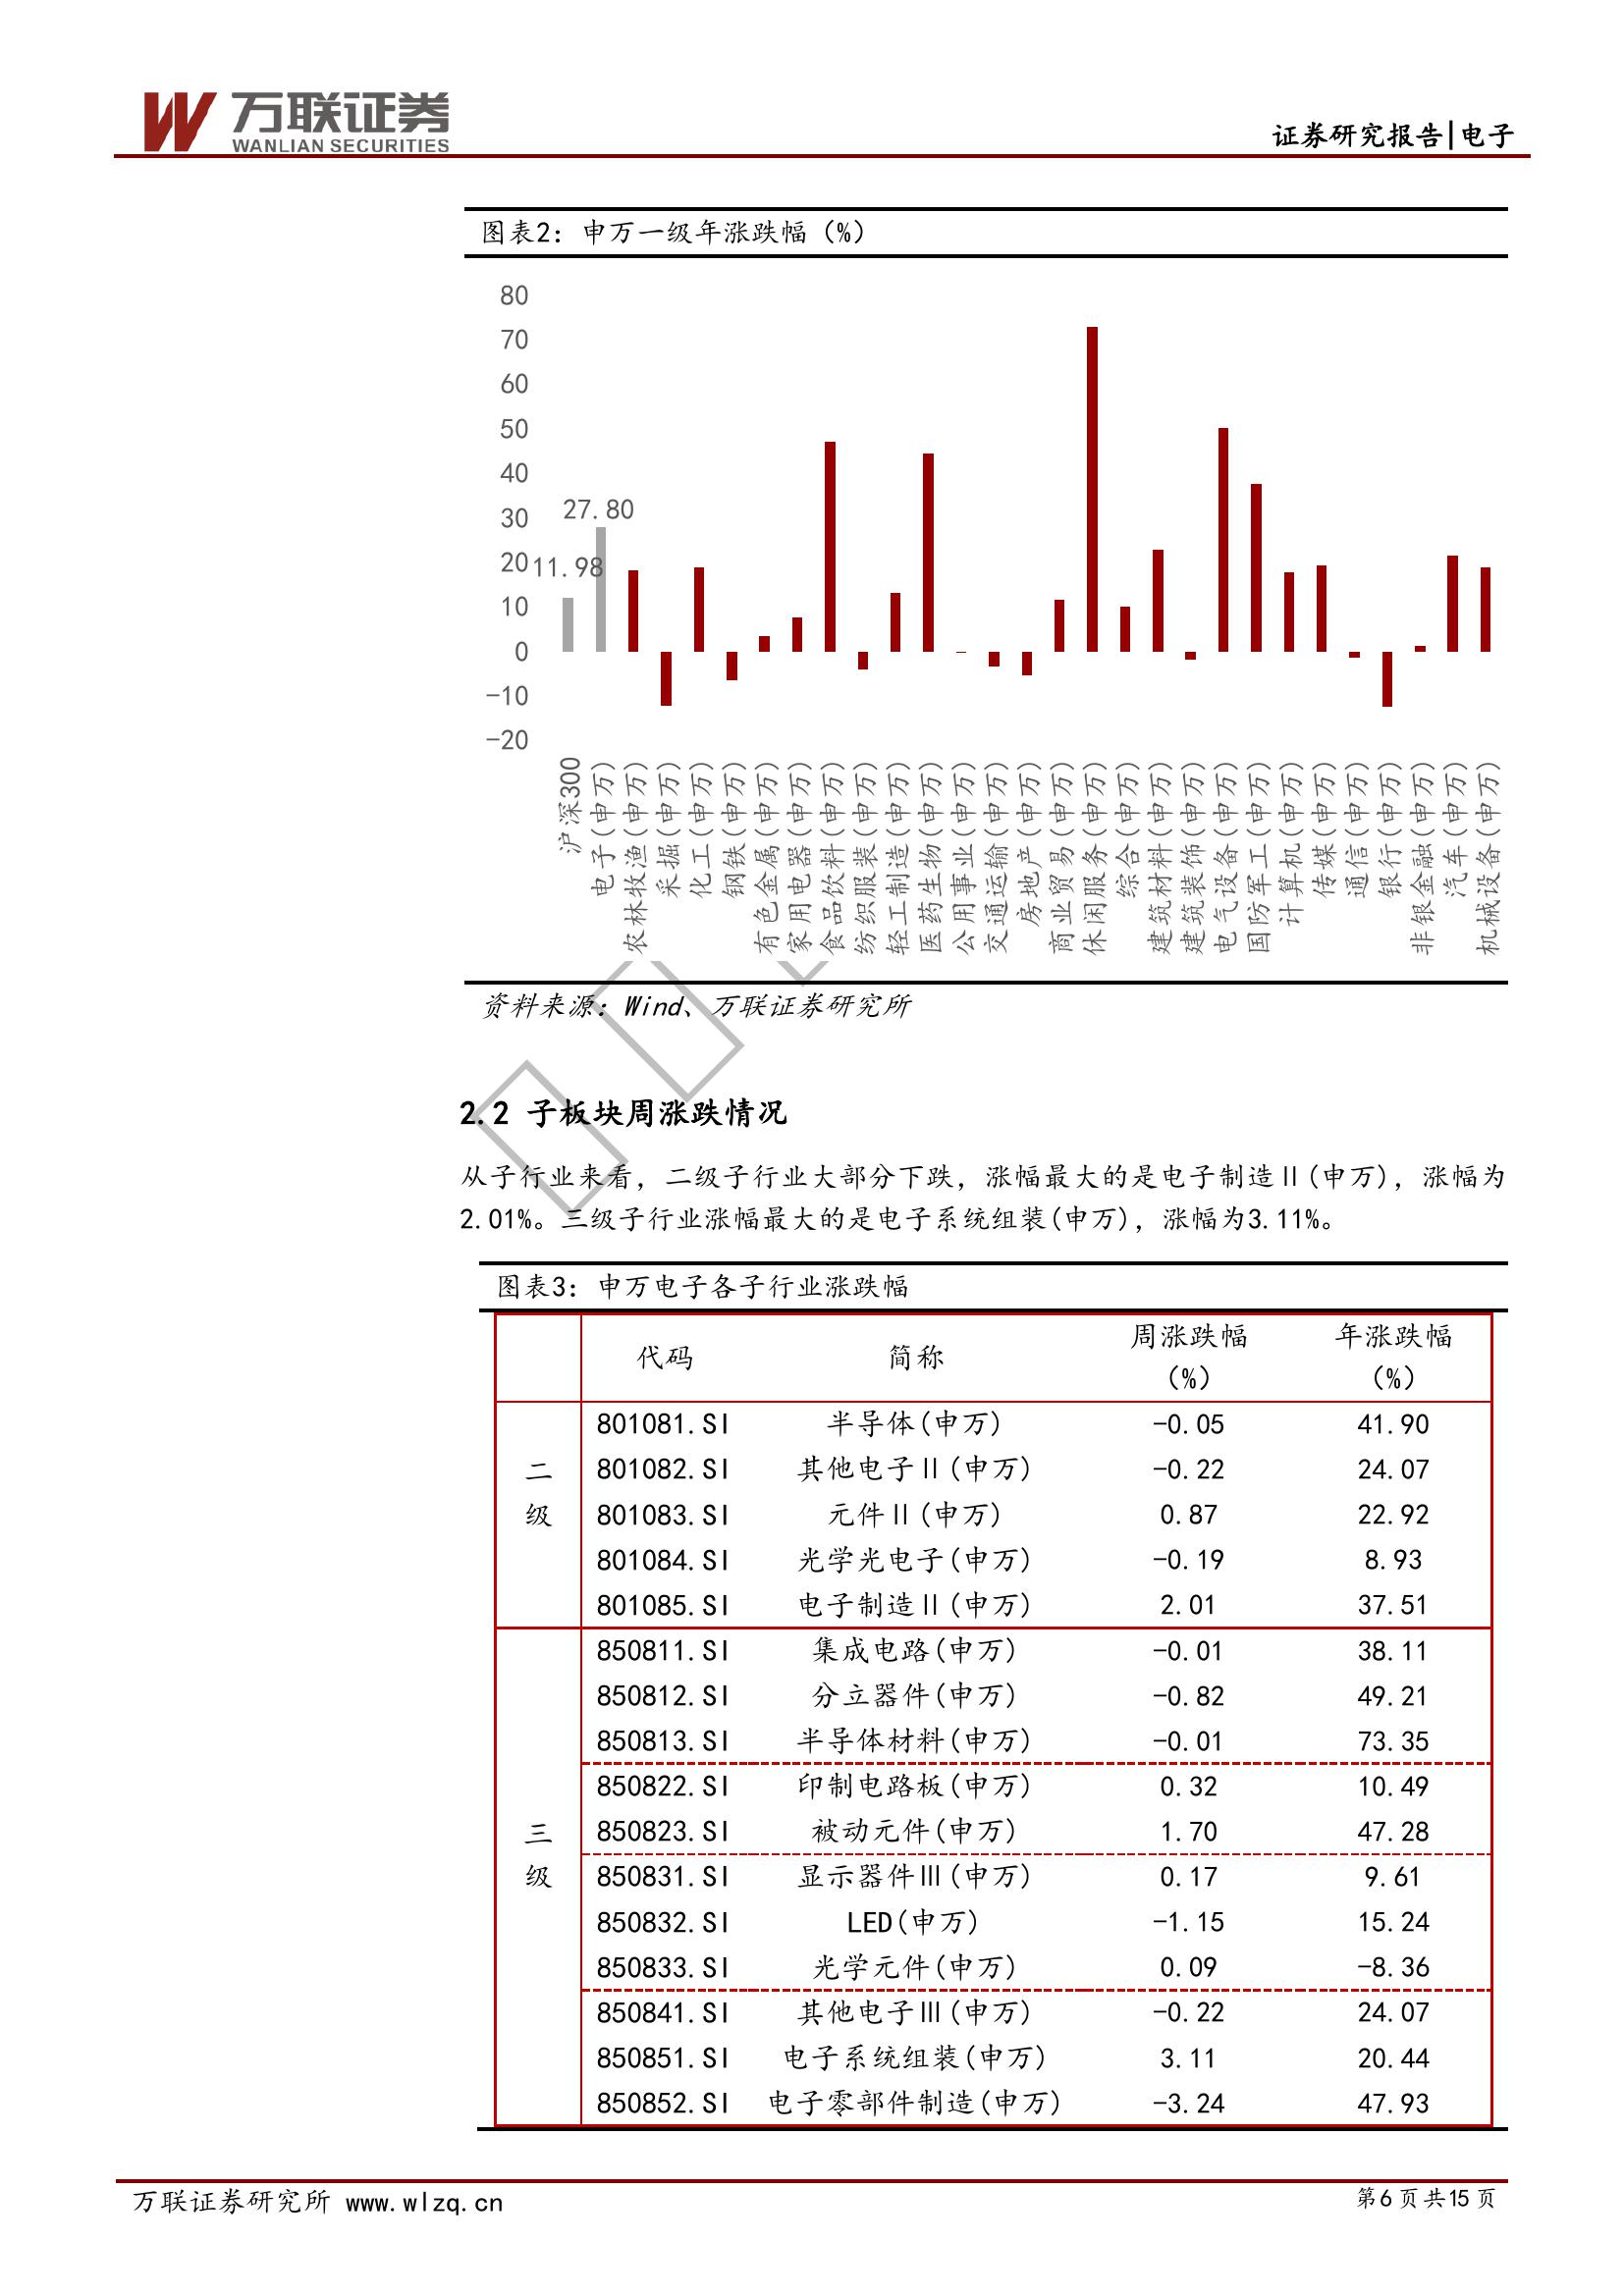 万联证券
WANLIAN SECURITIES
证券研究报告|电子
图表2：申万一级年涨跌幅（%）
80
70
60
50
40
30
20
10
0
-10
-20
27.80
11.98
沪深300
电子(申万)
农林牧渔(申万)
采掘(申万)
化工(申万)
钢铁(申万)
有色金属(申万)
家用电器(申万)
食品饮料(申万)
纺织服装(申万)
轻工制造(申万)
医药生物(申万)
公用事业(申万)
交通运输(申万)
房地产(申万)
商业贸易(申万)
休闲服务(申万)
综合(申万)
建筑材料(申万)
建筑装饰(申万)
电气设备(申万)
国防军工(申万)
计算机(申万)
传媒(申万)
通信(申万)
银行(申万)
非银金融(申万)
汽车(申万)
机械设备(申万)
资料来源：Wind、万联证券研究所
2.2 子板块周涨跌情况
从子行业来看，二级子行业大部分下跌，涨幅最大的是电子制造Ⅱ(申万)，涨幅为
2.01%。三级子行业涨幅最大的是电子系统组装(申万)，涨幅为3.11%。
图表3：申万电子各子行业涨跌幅
代码 简称 周涨跌幅（%） 年涨跌幅（%）
二级
801081.SI 半导体(申万) -0.05 41.90
801082.SI 其他电子Ⅱ(申万) -0.22 24.07
801083.SI 元件Ⅱ(申万) 0.87 22.92
801084.SI 光学光电子(申万) -0.19 8.93
801085.SI 电子制造Ⅱ(申万) 2.01 37.51
三级
850811.SI 集成电路(申万) -0.01 38.11
850812.SI 分立器件(申万) -0.82 49.21
850813.SI 半导体材料(申万) -0.01 73.35
850822.SI 印制电路板(申万) 0.32 10.49
850823.SI 被动元件(申万) 1.70 47.28
850831.SI 显示器件Ⅲ(申万) 0.17 9.61
850832.SI LED(申万) -1.15 15.24
850833.SI 光学元件(申万) 0.09 -8.36
850841.SI 其他电子Ⅲ(申万) -0.22 24.07
850851.SI 电子系统组装(申万) 3.11 20.44
850852.SI 电子零部件制造(申万) -3.24 47.93
万联证券研究所 www.wlzq.cn
第6页共15页